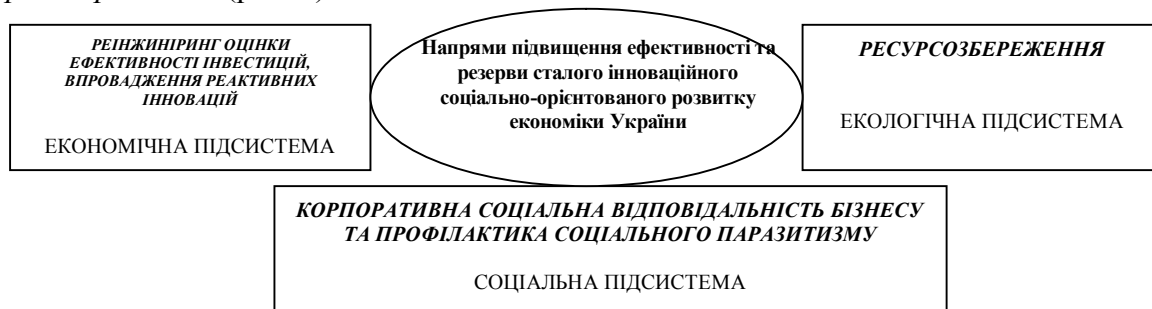 РЕІНЖИНІРИНГ ОЦІНКИ
ЕФЕКТИВНОСТІ ІНВЕСТИЦІЙ,
ВПРОВАДЖЕННЯ РЕАКТИВНИХ
ІННОВАЦІЙ
ЕКОНОМІЧНА ПІДСИСТЕМА
Напрями підвищення ефективності та
резерви сталого інноваційного
соціально-орієнтованого розвитку
економіки України
РЕСУРСОЗБЕРЕЖЕННЯ
ЕКОЛОГІЧНА ПІДСИСТЕМА
КОРПОРАТИВНА СОЦІАЛЬНА ВІДПОВІДАЛЬНІСТЬ БІЗНЕСУ
ТА ПРОФІЛАКТИКА СОЦІАЛЬНОГО ПАРАЗИТИЗМУ
СОЦІАЛЬНА ПІДСИСТЕМА